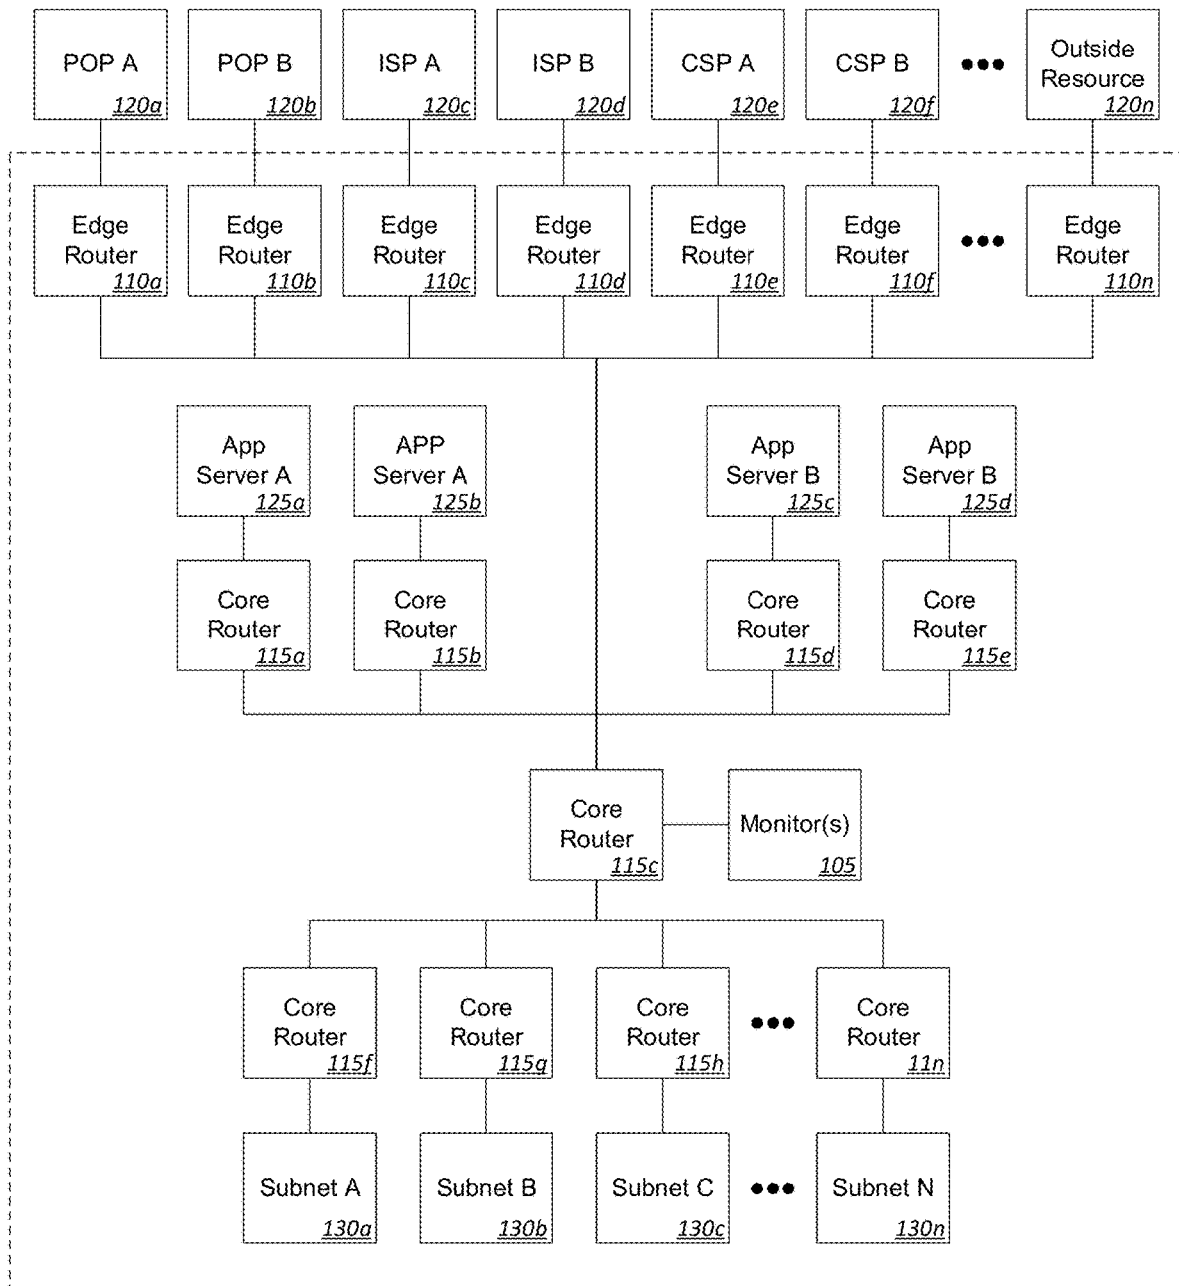 POP A
120a
POP B
120b
ISP A
120c
ISP B
120d
CSP A
120e
CSP B
120f
Outside
Resource
120n
Edge
Router
110a
Edge
Router
110b
Edge
Router
110c
Edge
Router
110d
Edge
Router
110e
Edge
Router
110f
Edge
Router
110n
App
Server A
125a
APP
Server A
125b
App
Server B
125c
App
Server B
125d
Core
Router
115a
Core
Router
115b
Core
Router
115d
Core
Router
115e
Core
Router
115c
Monitor(s)
105
Core
Router
115f
Core
Router
115g
Core
Router
115h
Core
Router
11n
Subnet A
130a
Subnet B
130b
Subnet C
130c
Subnet N
130n